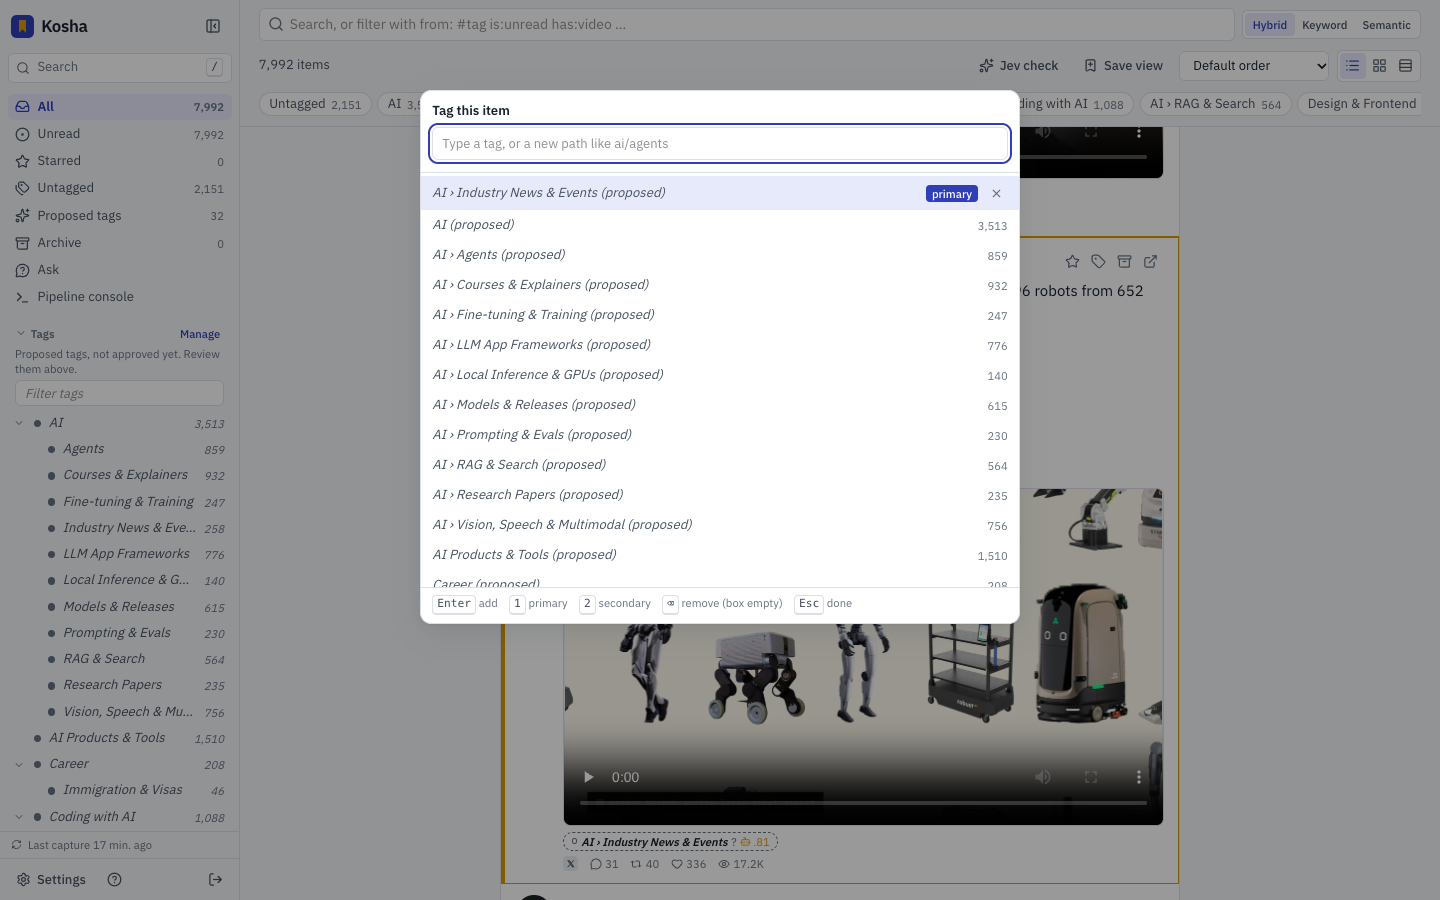 Kosha
Search
/
All 7,992
Unread 7,992
Starred 0
Untagged 2,151
Proposed tags 32
Archive 0
Ask
Pipeline console
Tags Manage
Proposed tags, not approved yet. Review
them above.
Filter tags
AI 3,513
Agents 859
Courses & Explainers 932
Fine-tuning & Training 247
Industry News & Eve... 258
LLM App Frameworks 776
Local Inference & G... 140
Models & Releases 615
Prompting & Evals 230
RAG & Search 564
Research Papers 235
Vision, Speech & Mu... 756
AI Products & Tools 1,510
Career 208
Immigration & Visas 46
Coding with AI 1,088
Last capture 17 min. ago
Settings
Search, or filter with from: #tag is:unread has:video ...
Hybrid Keyword Semantic
7,992 items
Jev check
Save view
Default order
Untagged 2,151
AI 3,5
ding with AI 1,088
AI › RAG & Search 564
Design & Frontend
Tag this item
Type a tag, or a new path like ai/agents
AI › Industry News & Events (proposed) primary
AI (proposed) 3,513
AI › Agents (proposed) 859
AI › Courses & Explainers (proposed) 932
AI › Fine-tuning & Training (proposed) 247
AI › LLM App Frameworks (proposed) 776
AI › Local Inference & GPUs (proposed) 140
AI › Models & Releases (proposed) 615
AI › Prompting & Evals (proposed) 230
AI › RAG & Search (proposed) 564
AI › Research Papers (proposed) 235
AI › Vision, Speech & Multimodal (proposed) 756
AI Products & Tools (proposed) 1,510
Career (proposed) 208
Enter add 1 primary 2 secondary ⌫ remove (box empty) Esc done
6 robots from 652
0:00
AI › Industry News & Events ? .81
X 31 40 336 17.2K